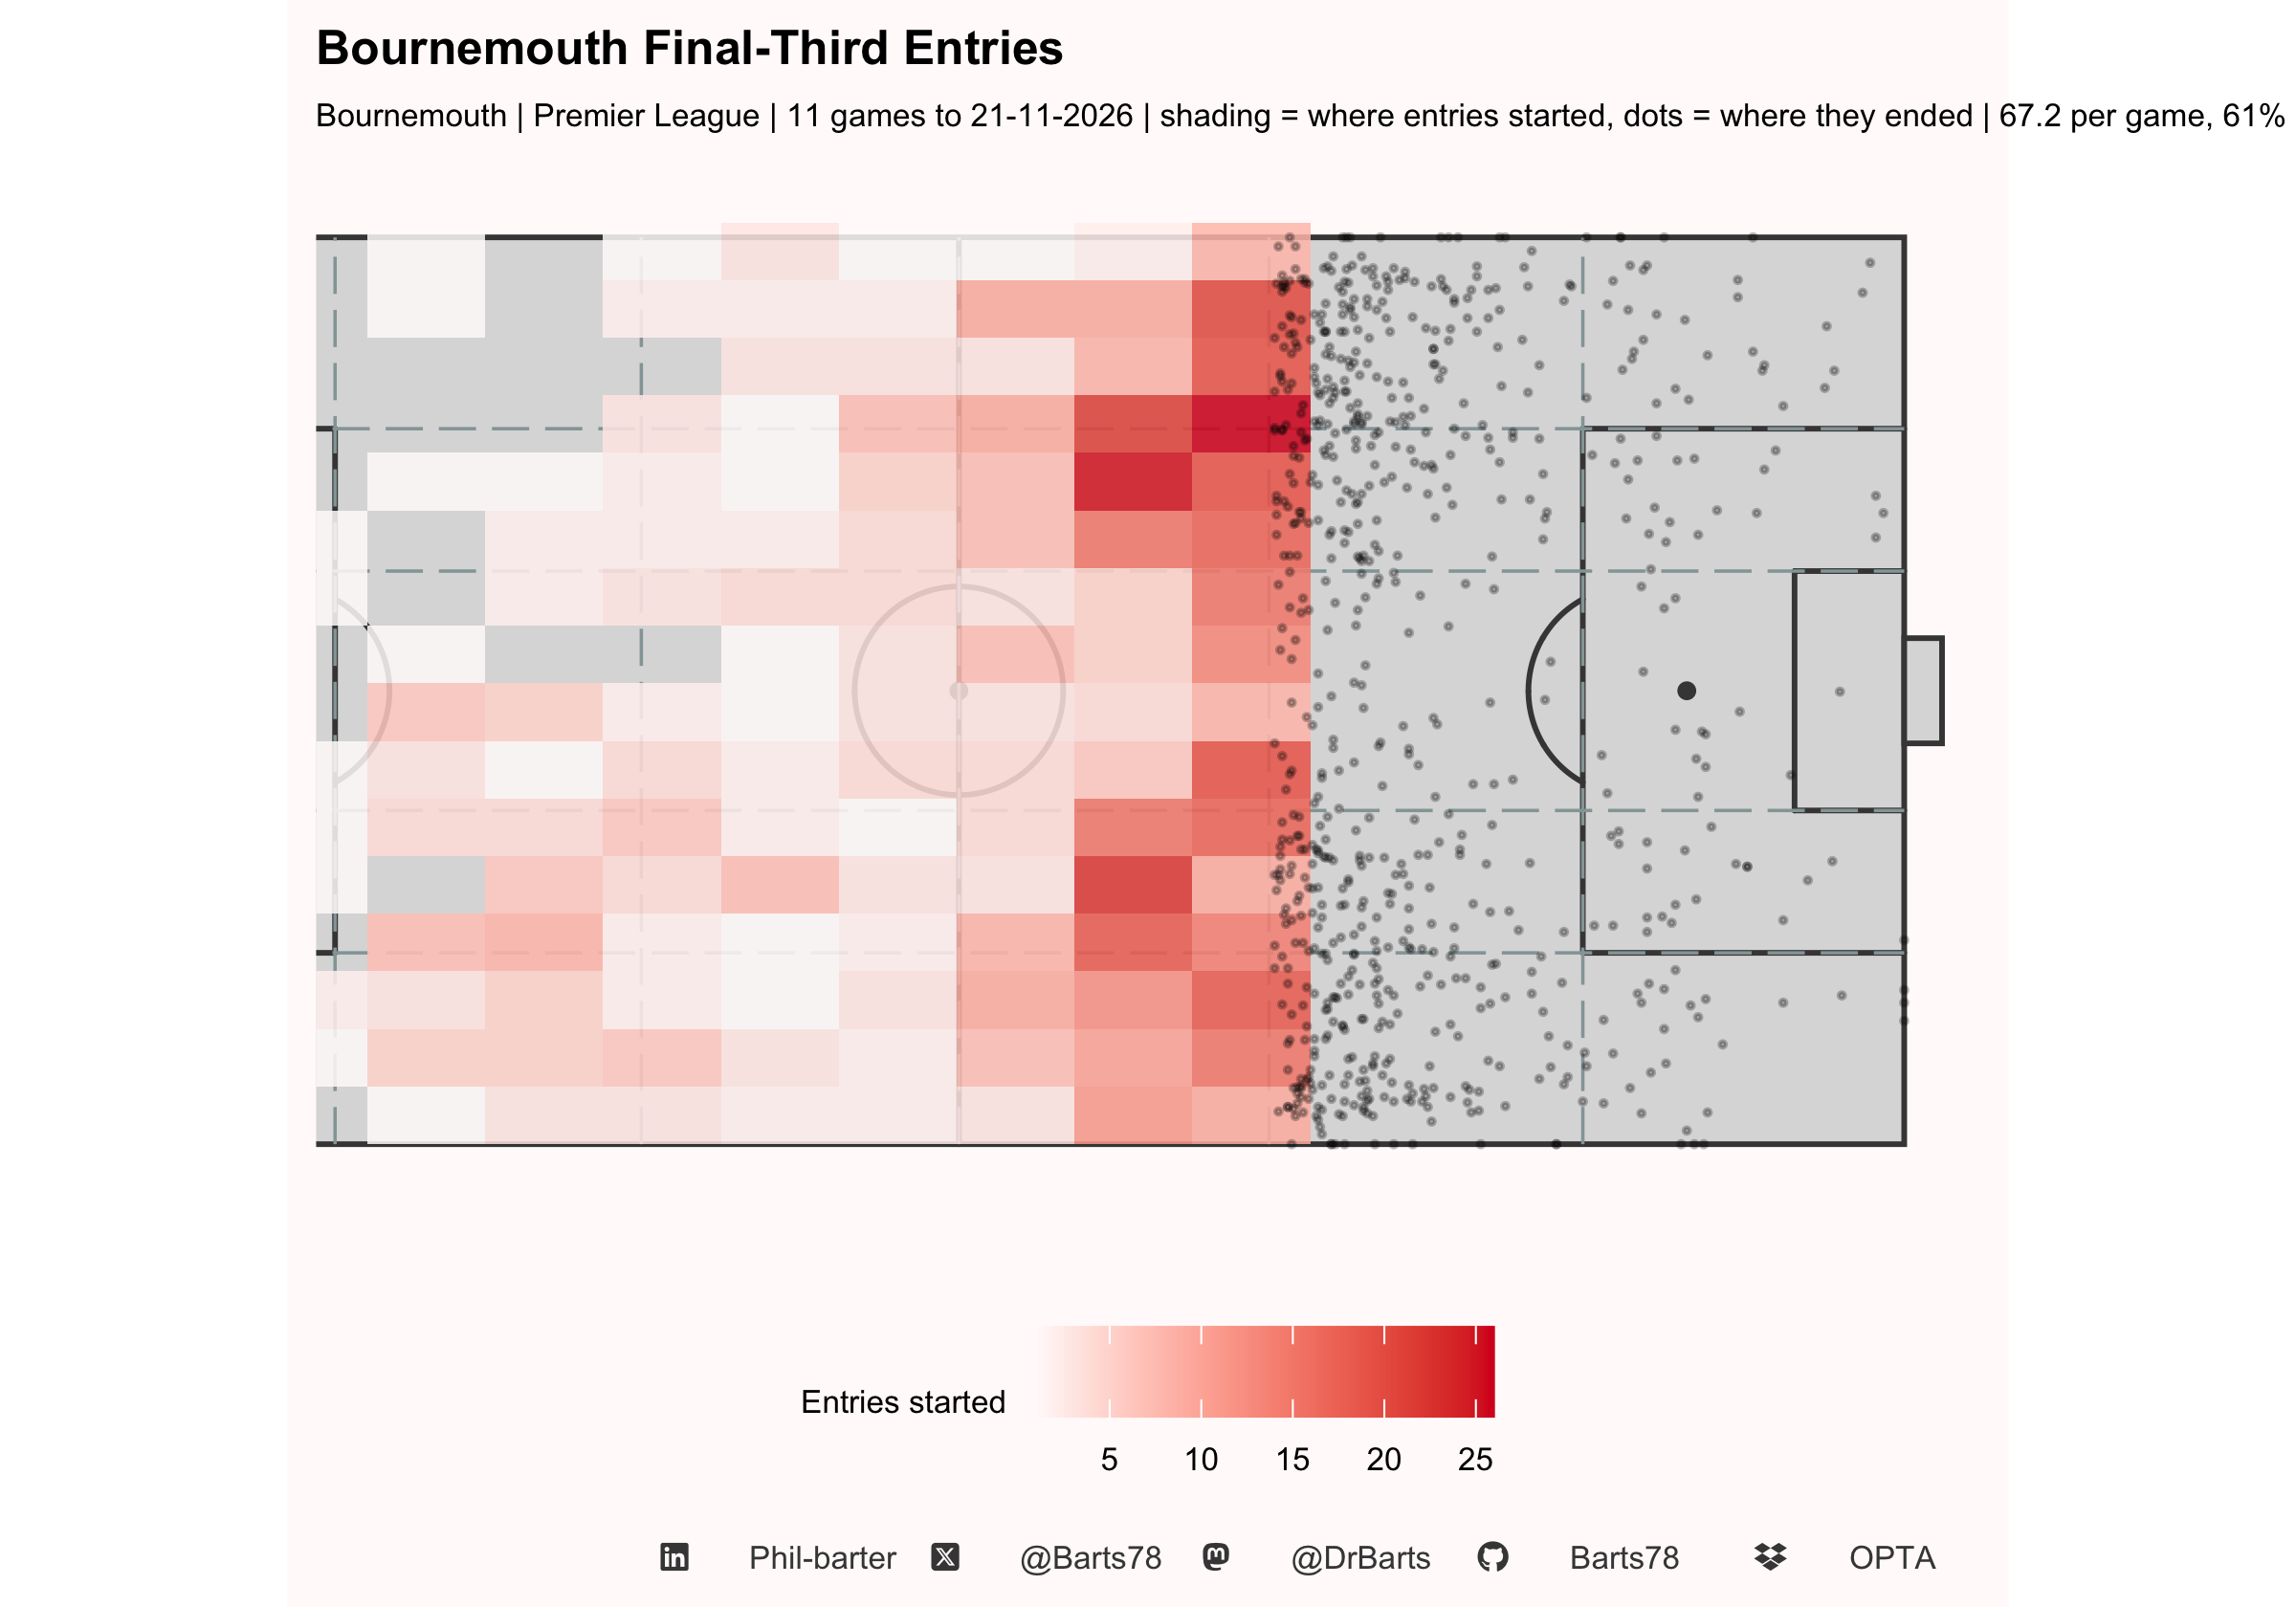 Bournemouth Final-Third Entries
Bournemouth | Premier League | 11 games to 21-11-2026 | shading = where entries started, dots = where they ended | 67.2 per game, 61%
Entries started
5 10 15 20 25
Phil-barter @Barts78 @DrBarts Barts78 OPTA